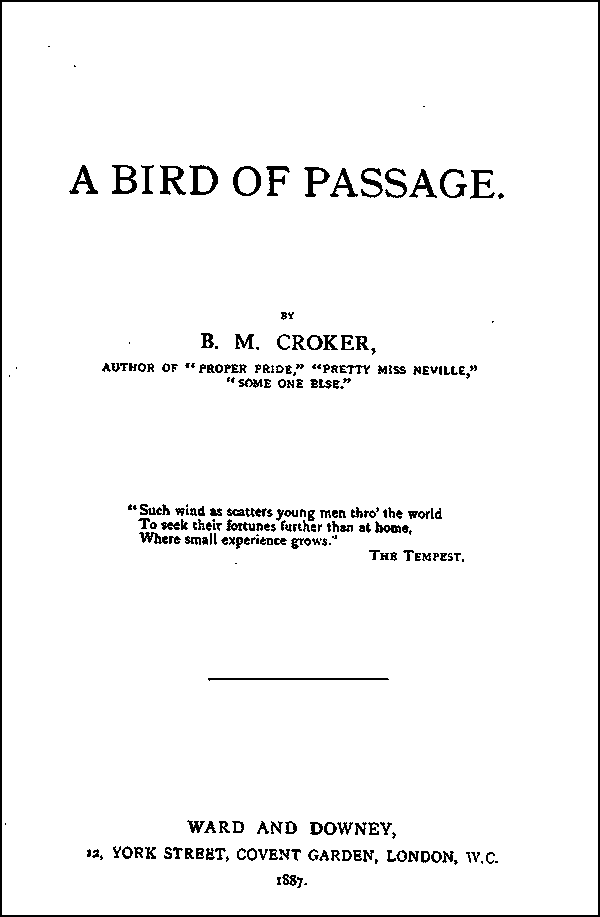 A BIRD OF PASSAGE.
BY
B. M. CROKER,
AUTHOR OF “PROPER PRIDE,” “PRETTY MISS NEVILLE,”
“SOME ONE ELSE.”
“Such wind as scatters young men thro’ the world
To seek their fortunes further than at home,
Where small experience grows.”
THE TEMPEST.
WARD AND DOWNEY,
12, YORK STREET, COVENT GARDEN, LONDON, W.C.
1887.